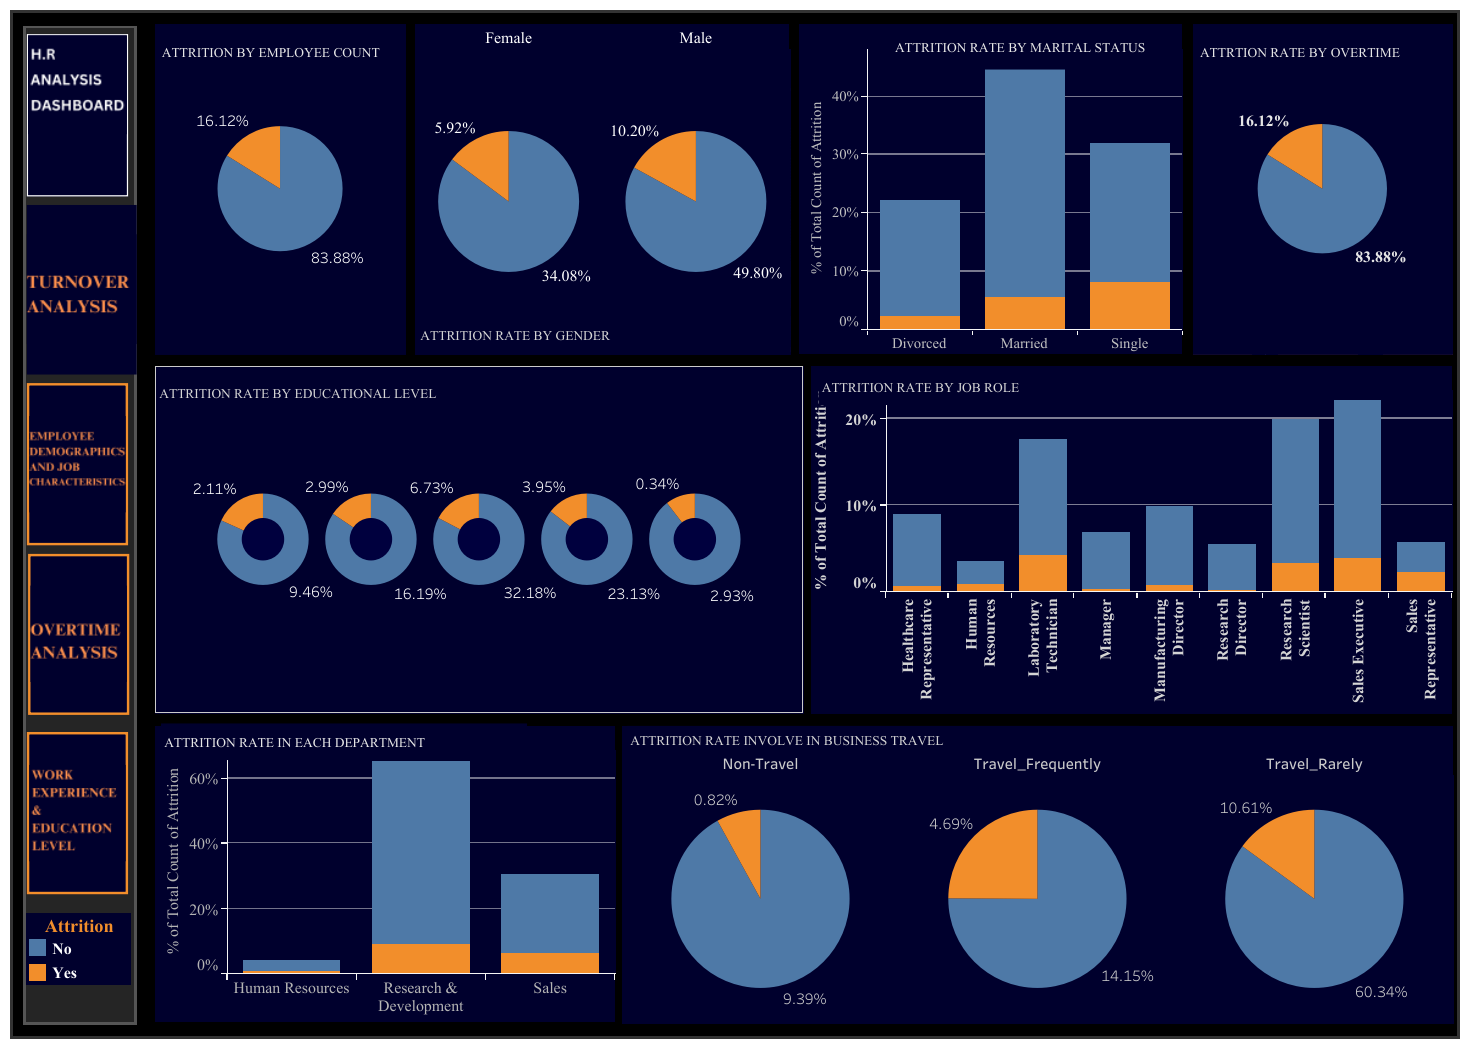 H.R
ANALYSIS
DASHBOARD
TURNOVER
ANALYSIS
EMPLOYEE
DEMOGRAPHICS
AND JOB
CHARACTERISTICS
OVERTIME
ANALYSIS
WORK
EXPERIENCE
&
EDUCATION
LEVEL
Attrition
No
Yes
ATTRITION BY EMPLOYEE COUNT
16.12%
83.88%
Female
Male
5.92%
34.08%
10.20%
49.80%
ATTRITION RATE BY GENDER
ATTRITION RATE BY MARITAL STATUS
% of Total Count of Attrition
40%
30%
20%
10%
0%
Divorced
Married
Single
ATTRTION RATE BY OVERTIME
16.12%
83.88%
ATTRITION RATE BY EDUCATIONAL LEVEL
2.11%
2.99%
6.73%
3.95%
0.34%
9.46%
16.19%
32.18%
23.13%
2.93%
ATTRITION RATE BY JOB ROLE
% of Total Count of Attriti
20%
10%
0%
Healthcare
Representative
Human
Resources
Laboratory
Technician
Manager
Manufacturing
Director
Research
Director
Research
Scientist
Sales Executive
Sales
Representative
ATTRITION RATE IN EACH DEPARTMENT
% of Total Count of Attrition
60%
40%
20%
0%
Human Resources
Research &
Development
Sales
ATTRITION RATE INVOLVE IN BUSINESS TRAVEL
Non-Travel
Travel_Frequently
Travel_Rarely
0.82%
9.39%
4.69%
14.15%
10.61%
60.34%